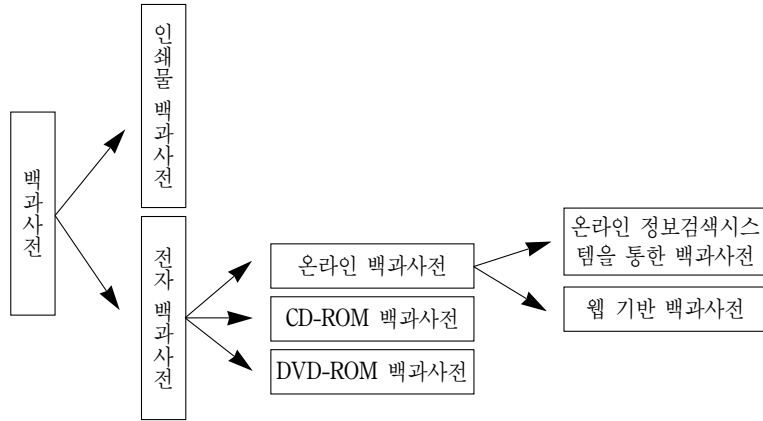 백과사전
인쇄물 백과사전
전자 백과사전
온라인 백과사전
CD-ROM 백과사전
DVD-ROM 백과사전
온라인 정보검색시스
템을 통한 백과사전
웹 기반 백과사전